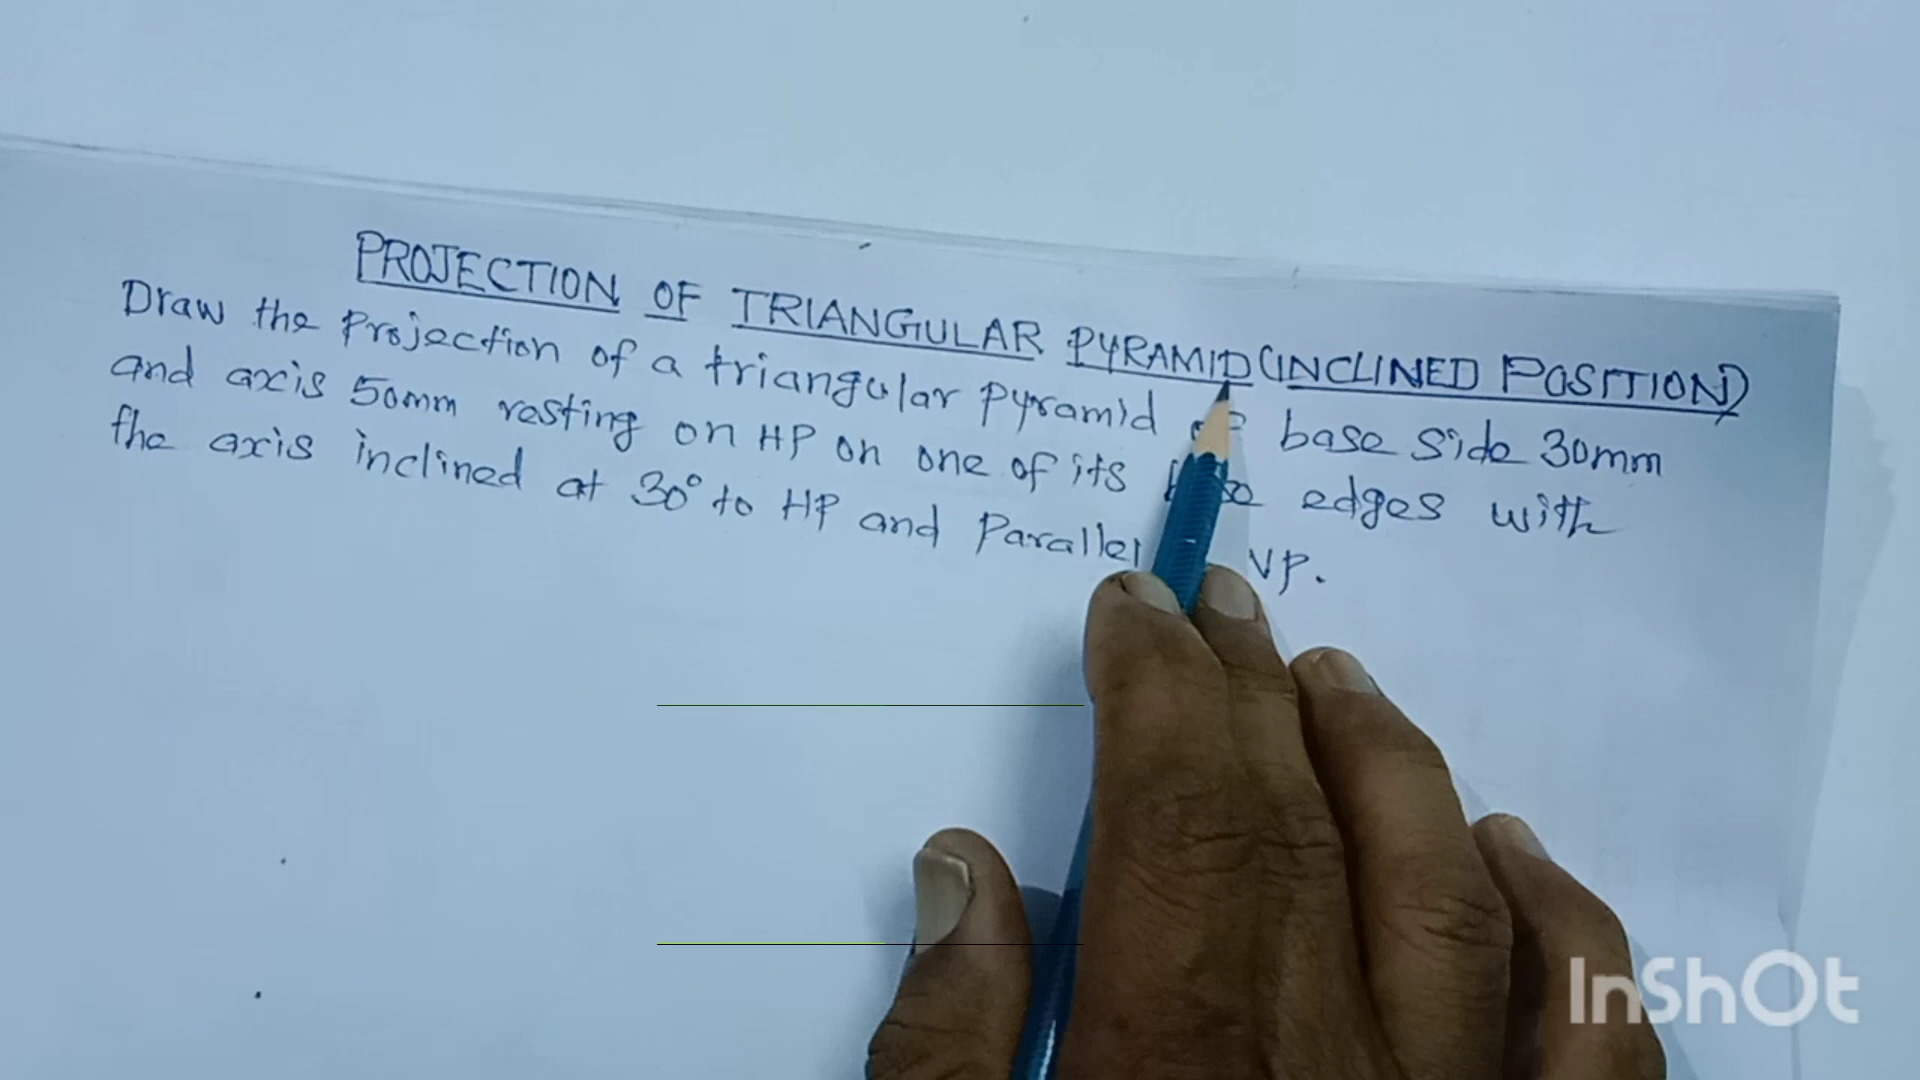 PROJECTION OF TRIANGULAR PYRAMID (INCLINED POSITION)
Draw the Projection of a triangular pyramid base side 30mm
and axis 50mm resting on HP on one of its edges with
the axis inclined at 30° to HP and Parallel VP.
InShOt